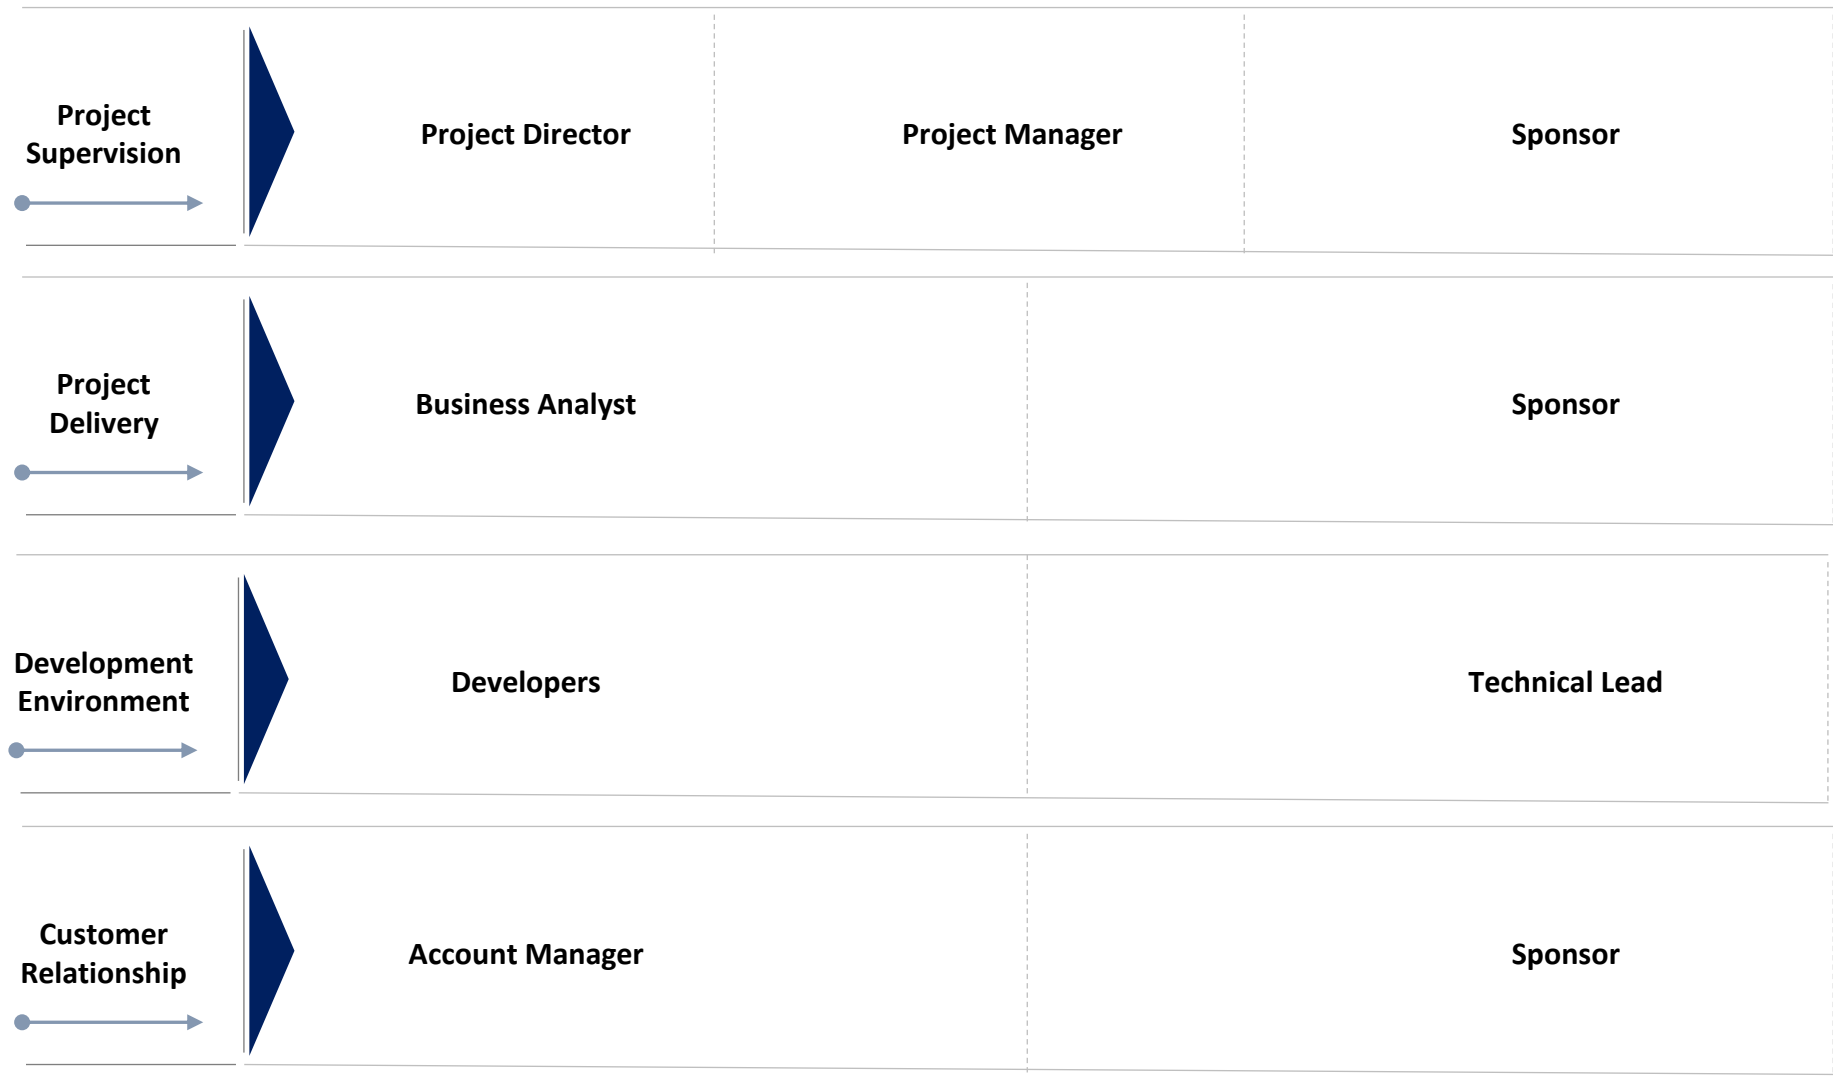 Project
Supervision
Project Director
Project Manager
Sponsor
Project
Delivery
Business Analyst
Sponsor
Development
Environment
Developers
Technical Lead
Customer
Relationship
Account Manager
Sponsor